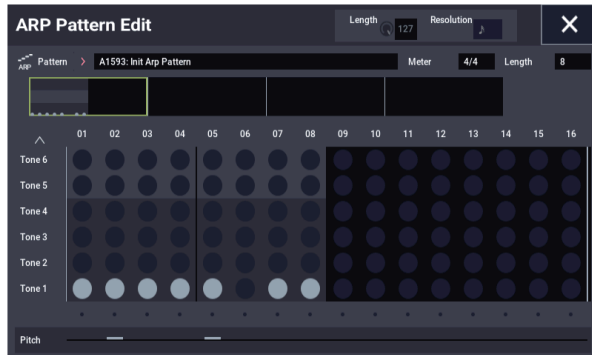 ARP Pattern Edit
Length 127 Resolution ♪ X
ARP Pattern > A1593: Init Arp Pattern Meter 4/4 Length 8
01 02 03 04 05 06 07 08 09 10 11 12 13 14 15 16
Tone 6
Tone 5
Tone 4
Tone 3
Tone 2
Tone 1
Pitch